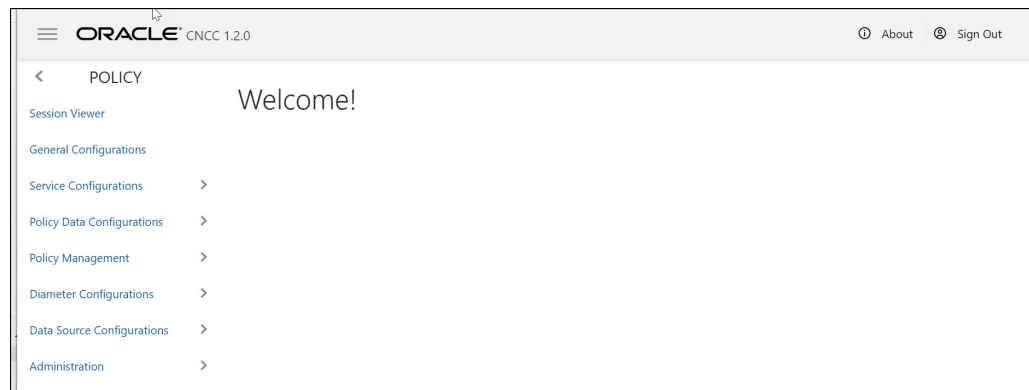 ORACLE® CNCC 1.2.0
About
Sign Out
POLICY
Welcome!
Session Viewer
General Configurations
Service Configurations
Policy Data Configurations
Policy Management
Diameter Configurations
Data Source Configurations
Administration